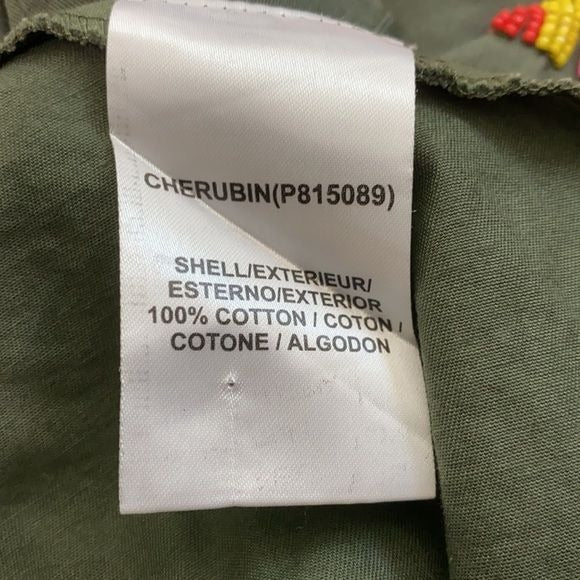 CHERUBIN(P815089)
SHELL/EXTERIEUR/
ESTERNO/EXTERIOR
100% COTTON / COTON /
COTONE / ALGODON